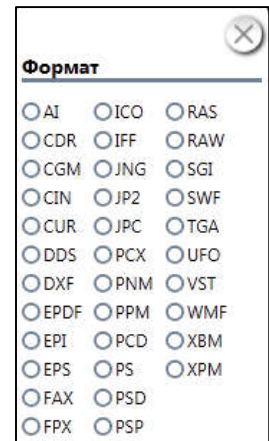 Формат
AI ICO RAS
CDR IFF RAW
CGM JNG SGI
CIN JP2 SWF
CUR JPC TGA
DDS PCX UFO
DXF PNM VST
EPDF PPM WMF
EPI PCD XBM
EPS PS XPM
FAX PSD
FPX PSP